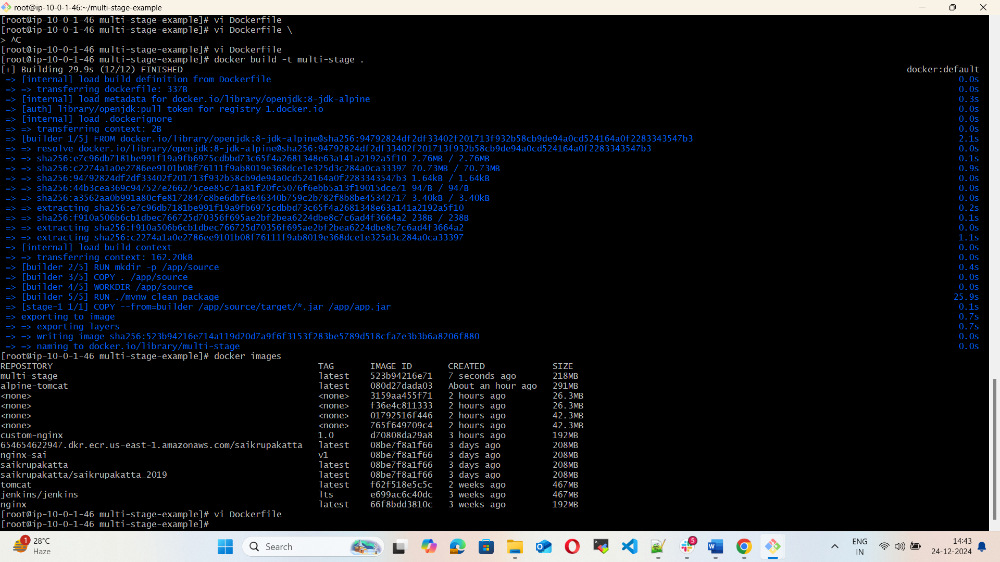 root@ip-10-0-1-46:~/multi-stage-example
[root@ip-10-0-1-46 multi-stage-example]# vi Dockerfile
[root@ip-10-0-1-46 multi-stage-example]# vi Dockerfile \
> ^C
[root@ip-10-0-1-46 multi-stage-example]# vi Dockerfile
[root@ip-10-0-1-46 multi-stage-example]# docker build -t multi-stage .
[+] Building 29.9s (12/12) FINISHED docker:default
=> [internal] load build definition from Dockerfile 0.0s
=> => transferring dockerfile: 337B 0.0s
=> [internal] load metadata for docker.io/library/openjdk:8-jdk-alpine 0.3s
=> [auth] library/openjdk:pull token for registry-1.docker.io 0.0s
=> [internal] load .dockerignore 0.0s
=> => transferring context: 2B 0.0s
=> [builder 1/5] FROM docker.io/library/openjdk:8-jdk-alpine@sha256:94792824df2df33402f201713f932b58cb9de94a0cd524164a0f2283343547b3 2.1s
=> => resolve docker.io/library/openjdk:8-jdk-alpine@sha256:94792824df2df33402f201713f932b58cb9de94a0cd524164a0f2283343547b3 0.0s
=> => sha256:e7c96db7181be991f19a9fb6975cdbbd73c65f4a2681348e63a141a2192a5f10 2.76MB / 2.76MB 0.1s
=> => sha256:c2274a1a0e2786ee9101b08f76111f9ab8019e368dce1e325d3c284a0ca33397 70.73MB / 70.73MB 0.9s
=> => sha256:94792824df2df33402f201713f932b58cb9de94a0cd524164a0f2283343547b3 1.64kB / 1.64kB 0.0s
=> => sha256:44b3cea369c947527e266275cee85c71a81f20fc5076f6ebb5a13f19015dce71 947B / 947B 0.0s
=> => sha256:a3562aa0b991a80cfe8172847c8be6dbf6e46340b759c2b782f8b8be45342717 3.40kB / 3.40kB 0.0s
=> => extracting sha256:e7c96db7181be991f19a9fb6975cdbbd73c65f4a2681348e63a141a2192a5f10 0.2s
=> => sha256:f910a506b6cb1dbec766725d70356f695ae2bf2bea6224dbe8c7c6ad4f3664a2 238B / 238B 0.1s
=> => extracting sha256:f910a506b6cb1dbec766725d70356f695ae2bf2bea6224dbe8c7c6ad4f3664a2 0.0s
=> => extracting sha256:c2274a1a0e2786ee9101b08f76111f9ab8019e368dce1e325d3c284a0ca33397 1.1s
=> [internal] load build context 0.0s
=> => transferring context: 162.20kB 0.0s
=> [builder 2/5] RUN mkdir -p /app/source 0.4s
=> [builder 3/5] COPY . /app/source 0.0s
=> [builder 4/5] WORKDIR /app/source 0.0s
=> [builder 5/5] RUN ./mvnw clean package 25.9s
=> [stage-1 1/1] COPY --from=builder /app/source/target/*.jar /app/app.jar 0.1s
=> exporting to image 0.7s
=> => exporting layers 0.7s
=> => writing image sha256:523b94216e714a119d20d7a9f6f3153f283be5789d518cfa7e3b3b6a8206f880 0.0s
=> => naming to docker.io/library/multi-stage 0.0s
[root@ip-10-0-1-46 multi-stage-example]# docker images
REPOSITORY TAG IMAGE ID CREATED SIZE
multi-stage latest 523b94216e71 7 seconds ago 218MB
alpine-tomcat latest 080d27dada03 About an hour ago 291MB
<none> <none> 3159aa455f71 2 hours ago 26.3MB
<none> <none> f36e4c811333 2 hours ago 26.3MB
<none> <none> 01792516f446 2 hours ago 42.3MB
<none> <none> 765f649709c4 2 hours ago 42.3MB
custom-nginx 1.0 d70808da29a8 3 hours ago 192MB
654654622947.dkr.ecr.us-east-1.amazonaws.com/saikrupakatta latest 08be7f8a1f66 3 days ago 208MB
nginx-sai v1 08be7f8a1f66 3 days ago 208MB
saikrupakatta latest 08be7f8a1f66 3 days ago 208MB
saikrupakatta/saikrupakatta_2019 latest 08be7f8a1f66 3 days ago 208MB
tomcat latest f62f518e5c5c 2 weeks ago 467MB
jenkins/jenkins lts e699ac6c40dc 3 weeks ago 467MB
nginx latest 66f8bdd3810c 3 weeks ago 192MB
[root@ip-10-0-1-46 multi-stage-example]# vi Dockerfile
[root@ip-10-0-1-46 multi-stage-example]#
1
28°C
Haze
Search
5
ENG
IN
14:43
24-12-2024